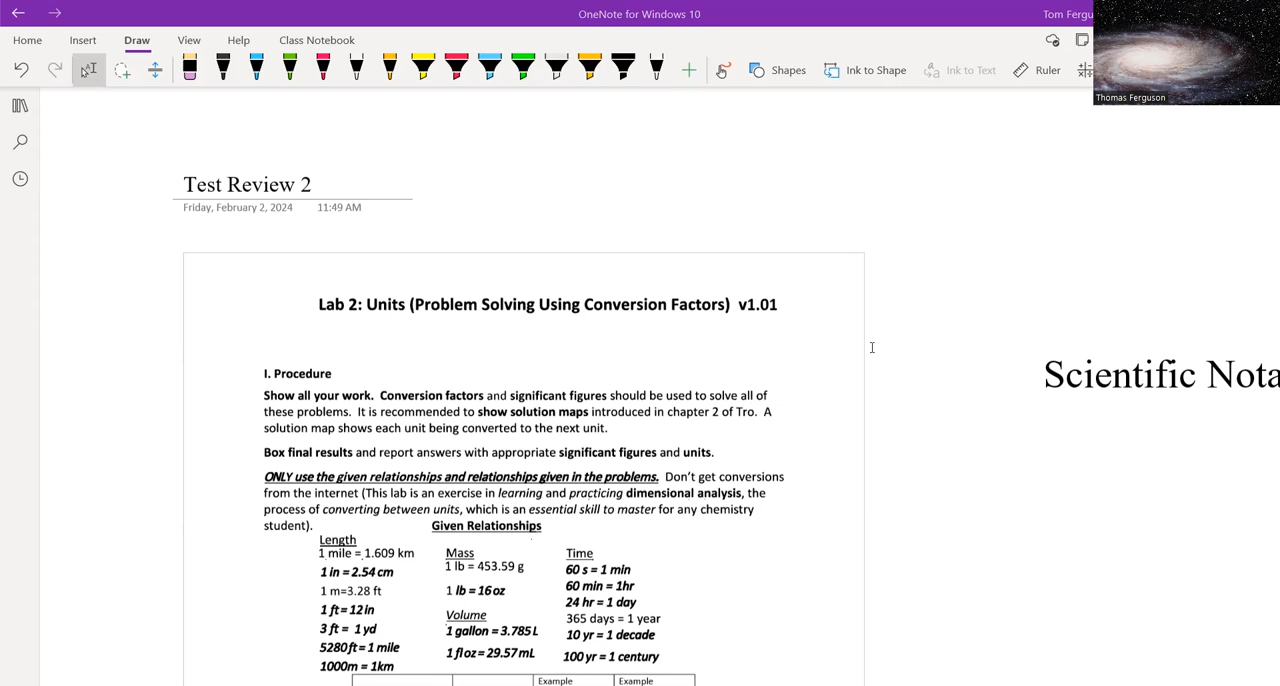 OneNote for Windows 10
Tom Fergu
Home Insert Draw View Help Class Notebook
Shapes Ink to Shape Ink to Text Ruler
Thomas Ferguson
Test Review 2
Friday, February 2, 2024 11:49 AM
Lab 2: Units (Problem Solving Using Conversion Factors) v1.01
Scientific Nota
I. Procedure
Show all your work. Conversion factors and significant figures should be used to solve all of
these problems. It is recommended to show solution maps introduced in chapter 2 of Tro. A
solution map shows each unit being converted to the next unit.
Box final results and report answers with appropriate significant figures and units.
ONLY use the given relationships and relationships given in the problems. Don't get conversions
from the internet (This lab is an exercise in learning and practicing dimensional analysis, the
process of converting between units, which is an essential skill to master for any chemistry
student). Given Relationships
Length
1 mile = 1.609 km
1 in = 2.54 cm
1 m=3.28 ft
1 ft = 12 in
3 ft = 1 yd
5280 ft = 1 mile
1000m = 1km
Mass
1 lb = 453.59 g
1 lb = 16 oz
Volume
1 gallon = 3.785 L
1 fl oz = 29.57 mL
Time
60 s = 1 min
60 min = 1hr
24 hr = 1 day
365 days = 1 year
10 yr = 1 decade
100 yr = 1 century
Example Example